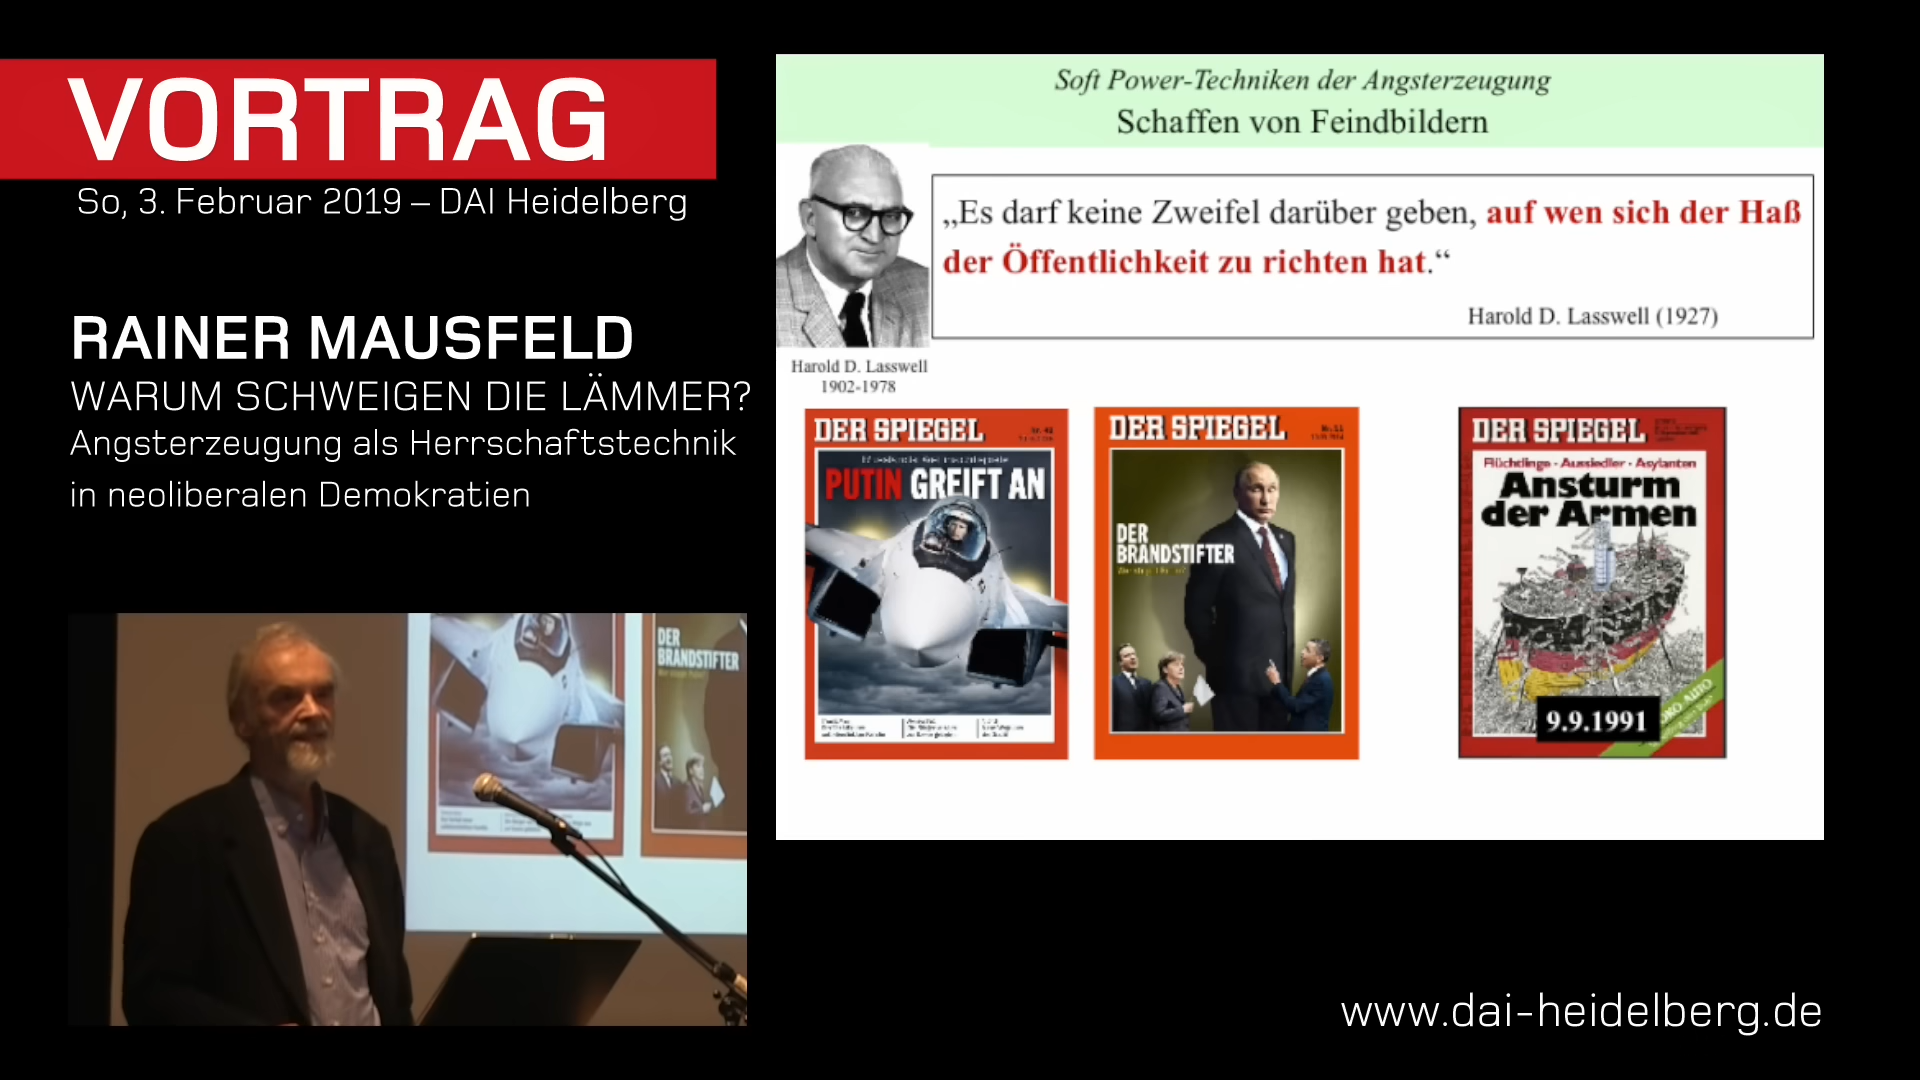 VORTRAG
So, 3. Februar 2019 – DAI Heidelberg
RAINER MAUSFELD
WARUM SCHWEIGEN DIE LÄMMER?
Angsterzeugung als Herrschaftstechnik
in neoliberalen Demokratien
Soft Power-Techniken der Angsterzeugung
Schaffen von Feindbildern
„Es darf keine Zweifel darüber geben, auf wen sich der Haß
der Öffentlichkeit zu richten hat.“
Harold D. Lasswell (1927)
Harold D. Lasswell
1902-1978
DER SPIEGEL
PUTIN GREIFT AN
DER SPIEGEL
Nr. 11
DER
BRANDSTIFTER
DER SPIEGEL
Flüchtlinge · Aussiedler · Asylanten
Ansturm
der Armen
9.9.1991
DER
BRANDSTIFTER
www.dai-heidelberg.de